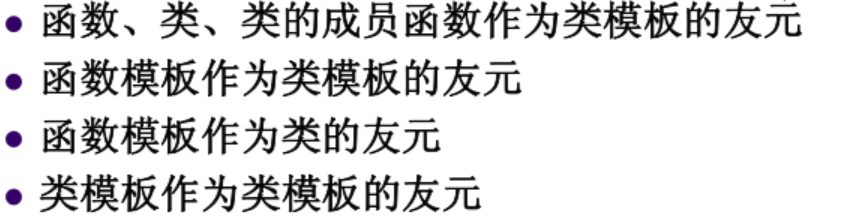 ● 函数、类、类的成员函数作为类模板的友元
● 函数模板作为类模板的友元
● 函数模板作为类的友元
● 类模板作为类模板的友元